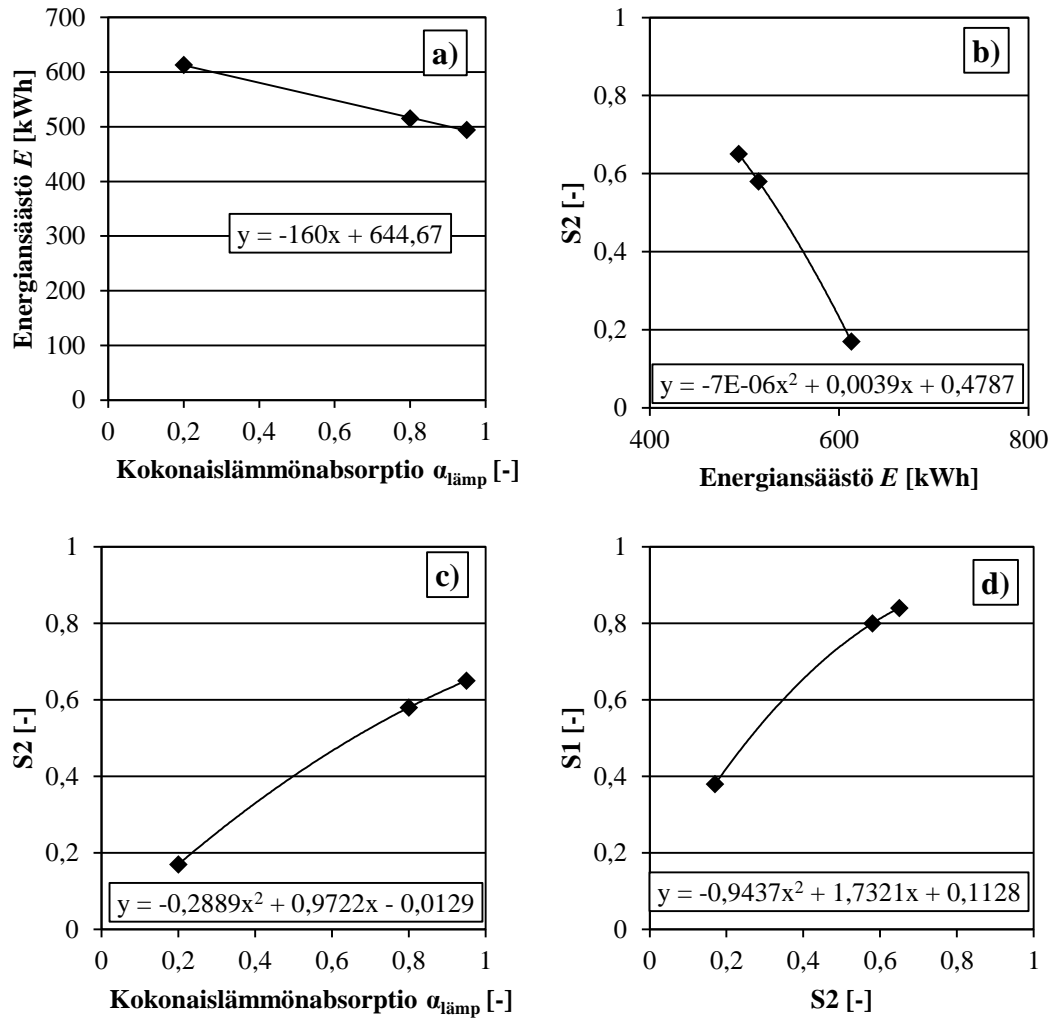 a)
Energiansäästö E [kWh]
700
600
500
400
300
200
100
0
y = -160x + 644,67
0 0,2 0,4 0,6 0,8 1
Kokonaislämmönabsorptio αlämp [-]
b)
S2 [-]
1
0,8
0,6
0,4
0,2
0
y = -7E-06x² + 0,0039x + 0,4787
400 600 800
Energiansäästö E [kWh]
c)
S2 [-]
1
0,8
0,6
0,4
0,2
0
y = -0,2889x² + 0,9722x - 0,0129
0 0,2 0,4 0,6 0,8 1
Kokonaislämmönabsorptio αlämp [-]
d)
S1 [-]
1
0,8
0,6
0,4
0,2
0
y = -0,9437x² + 1,7321x + 0,1128
0 0,2 0,4 0,6 0,8 1
S2 [-]